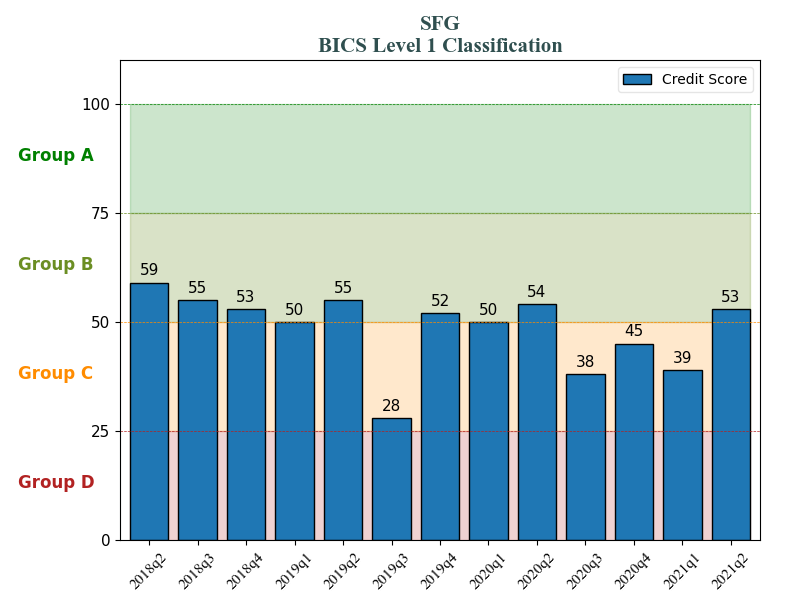 SFG
BICS Level 1 Classification
Credit Score
100
Group A
75
Group B
59
55
53
50
55
28
52
50
54
38
45
39
53
50
Group C
25
Group D
0
2018q2
2018q3
2018q4
2019q1
2019q2
2019q3
2019q4
2020q1
2020q2
2020q3
2020q4
2021q1
2021q2